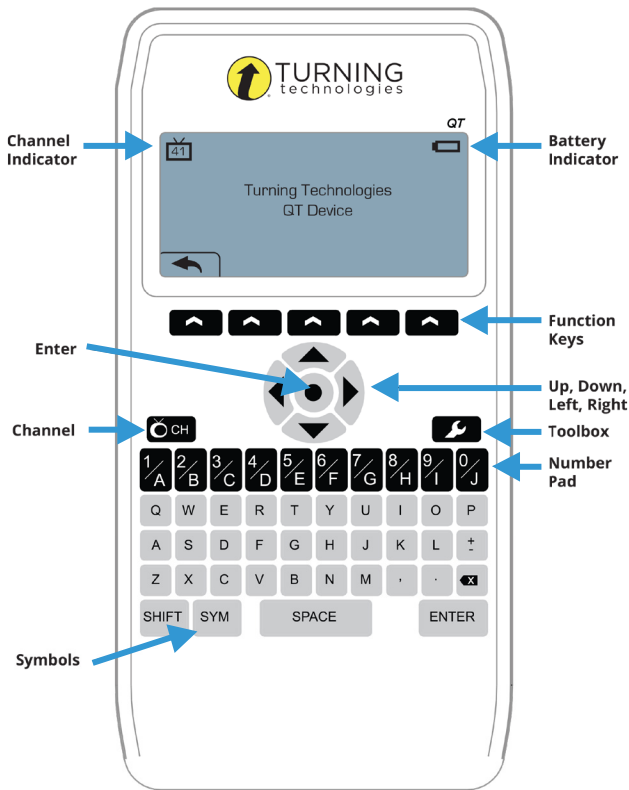 TURNING
technologies
QT
Channel
Indicator
41
Battery
Indicator
Turning Technologies
QT Device
Function
Keys
Enter
Up, Down,
Left, Right
Channel
CH
Toolbox
Number
Pad
1/A 2/B 3/C 4/D 5/E 6/F 7/G 8/H 9/I 0/J
Q W E R T Y U I O P
A S D F G H J K L +-
Z X C V B N M , . x
SHIFT SYM SPACE ENTER
Symbols